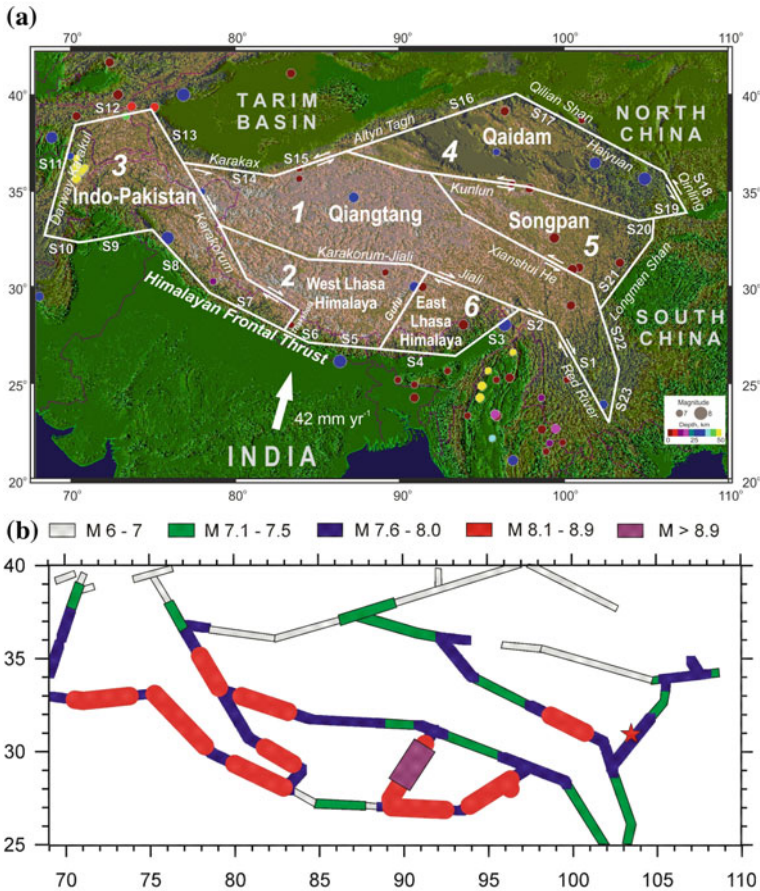 (a)
70° 80° 90° 100° 110°
40° 40°
35° 35°
30° 30°
25° 25°
20° 20°
70° 80° 90° 100° 110°
TARIM
BASIN
NORTH
CHINA
SOUTH
CHINA
INDIA
42 mm yr⁻¹
Himalayan Frontal Thrust
1
Qiangtang
2
West Lhasa
Himalaya
3
Indo-Pakistan
4
Qaidam
Songpan
5
6
East
Lhasa
Himalaya
Darwaz Karakul
Karakax
Altyn Tagh
Qilian Shan
Haiyuan
Qinling
Kunlun
Xianshui He
Longmen Shan
Karakorum
Karakorum-Jiali
Jiali
Gulu
Red River
S1
S2
S3
S4
S5
S6
S7
S8
S9
S10
S11
S12
S13
S14
S15
S16
S17
S18
S19
S20
S21
S22
S23
Magnitude
7 8
Depth, km
0 25 50
(b)
M 6 - 7 M 7.1 - 7.5 M 7.6 - 8.0 M 8.1 - 8.9 M > 8.9
40
35
30
25
70 75 80 85 90 95 100 105 110